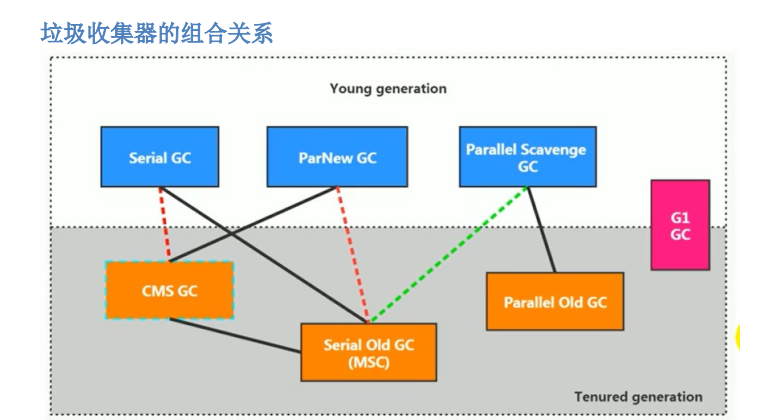 垃圾收集器的组合关系
Young generation
Serial GC
ParNew GC
Parallel Scavenge
GC
G1
GC
CMS GC
Parallel Old GC
Serial Old GC
(MSC)
Tenured generation